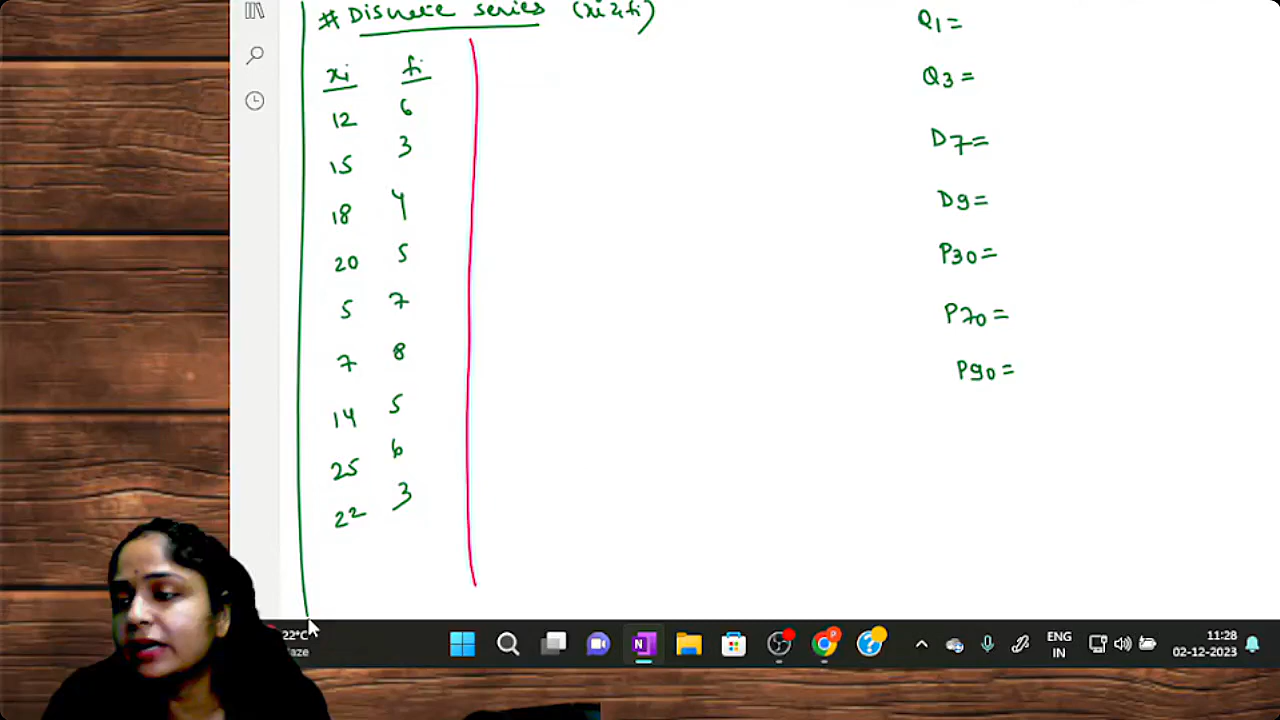 # Discrete series (xi & fi)
xi fi
12 6
15 3
18 4
20 5
5 7
7 8
14 5
25 6
22 3
Q1=
Q3=
D7=
D9=
P30=
P70=
P90=
22°C
ENG
IN
11:28
02-12-2023